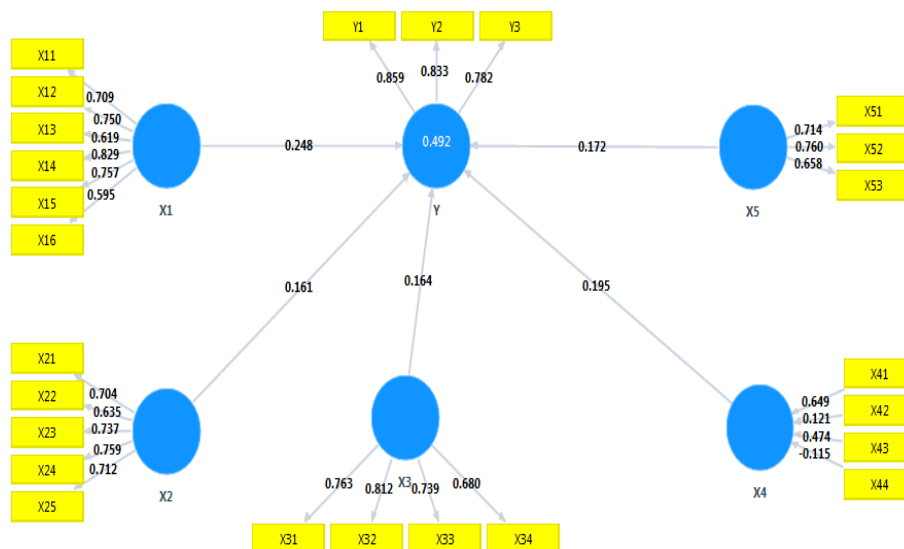 Y1
Y2
Y3
X11
X12
X13
X14
X15
X16
0.709
0.750
0.619
0.829
0.757
0.595
X1
0.859
0.833
0.782
0.492
Y
0.248
0.172
X51
X52
X53
0.714
0.760
0.658
X5
0.161
0.164
0.195
X21
X22
X23
X24
X25
0.704
0.635
0.737
0.759
0.712
X2
X3
0.763
0.812
0.739
0.680
X31
X32
X33
X34
X41
X42
X43
X44
0.649
0.121
0.474
-0.115
X4